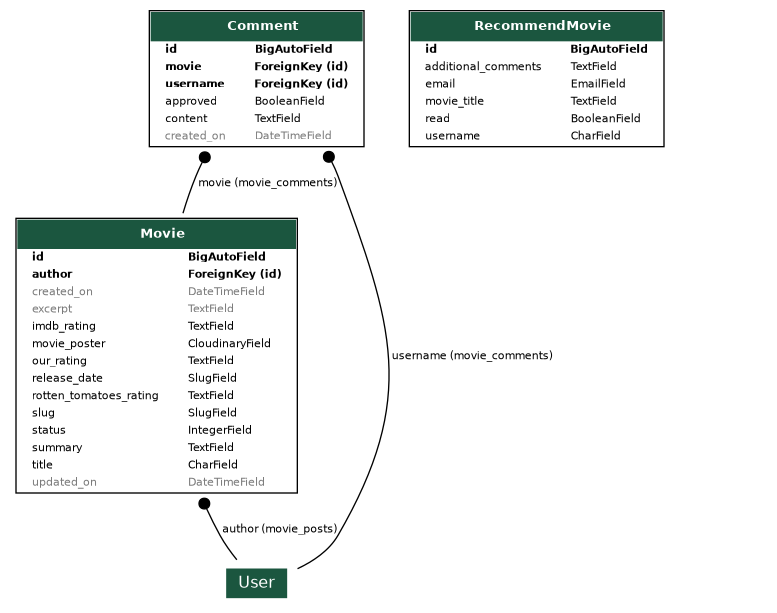 Comment
id BigAutoField
movie ForeignKey (id)
username ForeignKey (id)
approved BooleanField
content TextField
created_on DateTimeField
RecommendMovie
id BigAutoField
additional_comments TextField
email EmailField
movie_title TextField
read BooleanField
username CharField
movie (movie_comments)
Movie
id BigAutoField
author ForeignKey (id)
created_on DateTimeField
excerpt TextField
imdb_rating TextField
movie_poster CloudinaryField
our_rating TextField
release_date SlugField
rotten_tomatoes_rating TextField
slug SlugField
status IntegerField
summary TextField
title CharField
updated_on DateTimeField
username (movie_comments)
author (movie_posts)
User